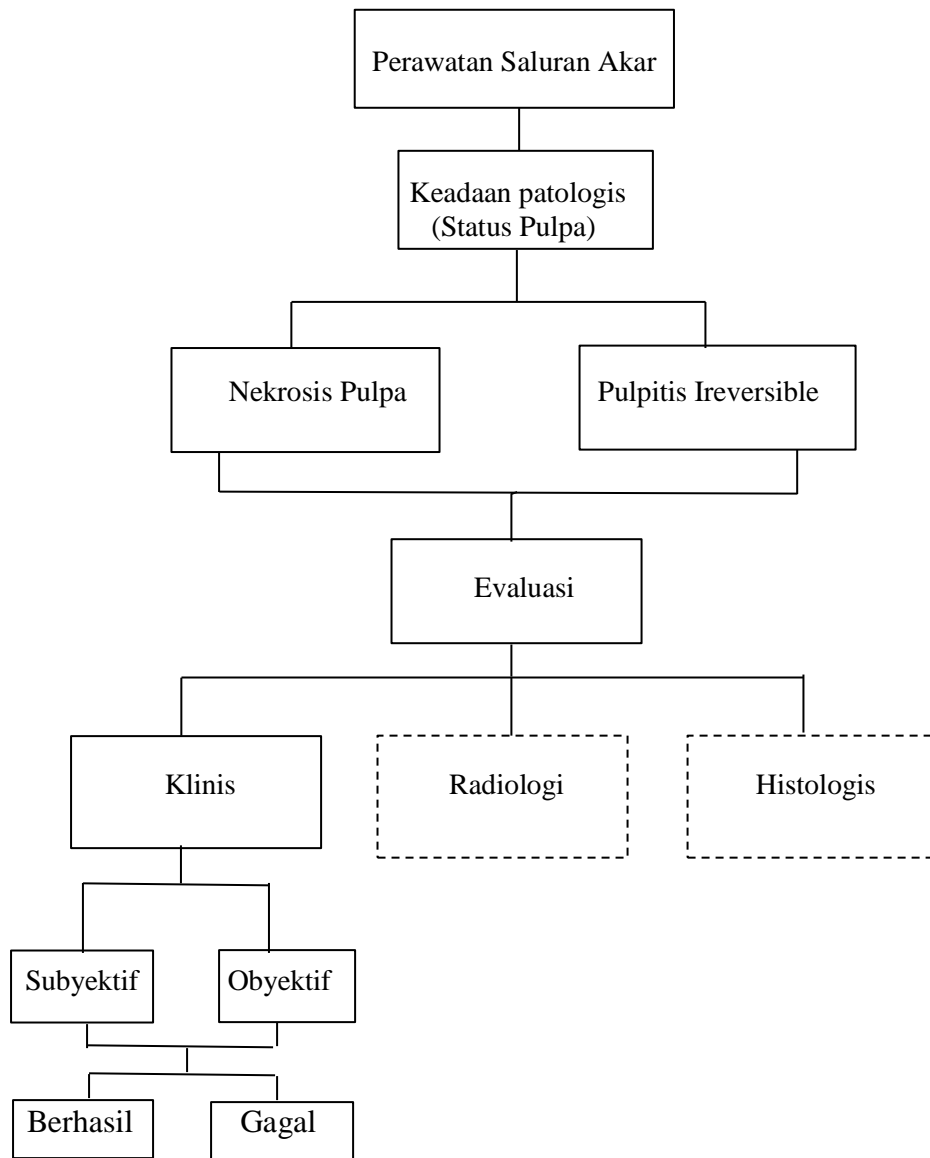 Perawatan Saluran Akar
Keadaan patologis
(Status Pulpa)
Nekrosis Pulpa
Pulpitis Ireversible
Evaluasi
Klinis
Radiologi
Histologis
Subyektif
Obyektif
Berhasil
Gagal